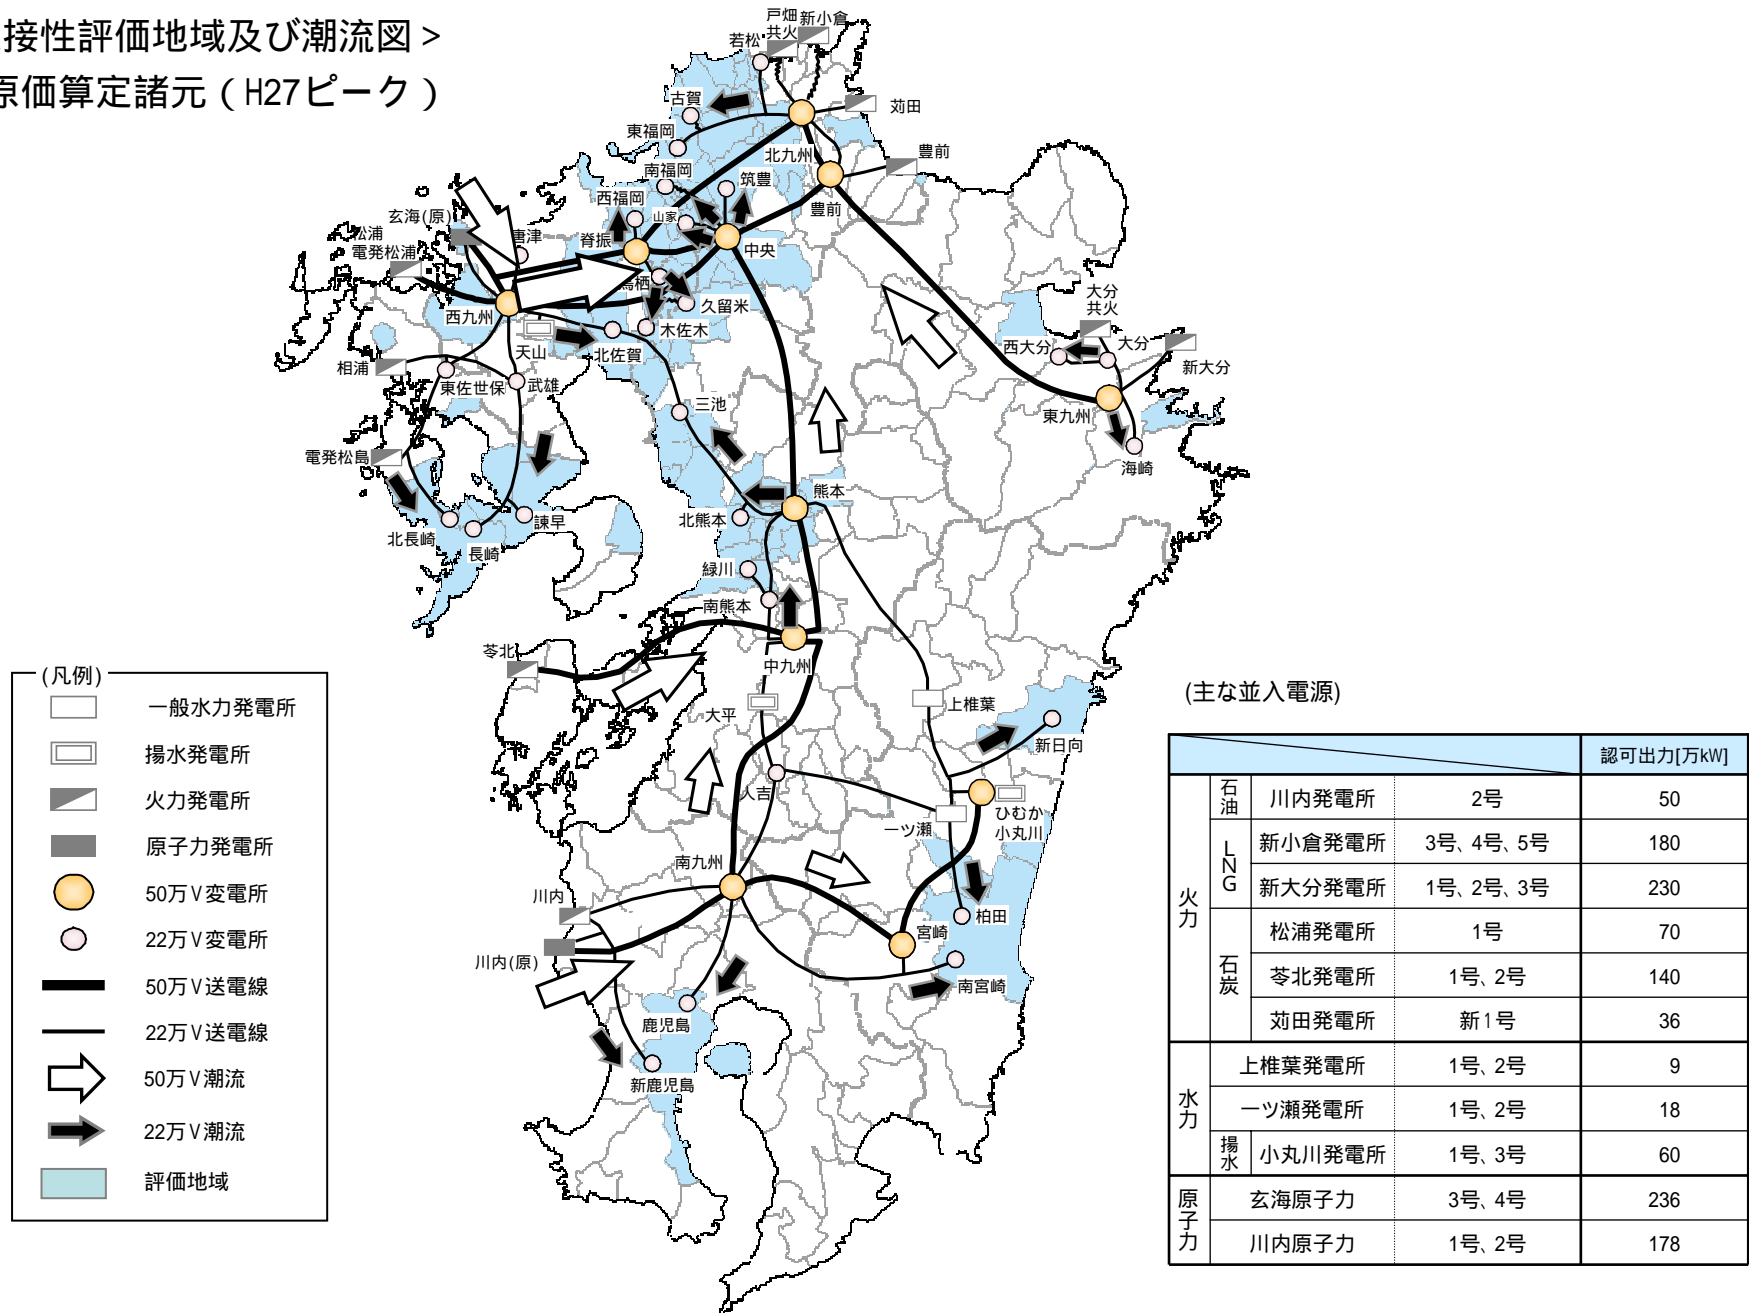 接性評価地域及び潮流図>
原価算定諸元(H27ピーク)
戸畑
共火
新小倉
若松
古賀
苅田
東福岡
北九州
豊前
南福岡
筑豊
西福岡
山家
豊前
玄海(原)
唐津
脊振
中央
松浦
電発松浦
鳥栖
久留米
西九州
木佐木
大分
共火
天山
北佐賀
西大分
大分
新大分
相浦
東佐世保
武雄
三池
東九州
電発松島
海崎
熊本
北熊本
諫早
北長崎
長崎
緑川
南熊本
苓北
中九州
大平
上椎葉
新日向
人吉
ひむか
小丸川
一ツ瀬
南九州
川内
柏田
宮崎
川内(原)
南宮崎
鹿児島
新鹿児島
(凡例)
一般水力発電所
揚水発電所
火力発電所
原子力発電所
50万V変電所
22万V変電所
50万V送電線
22万V送電線
50万V潮流
22万V潮流
評価地域
(主な並入電源)
認可出力[万kW]
火力
石油
川内発電所 2号 50
LNG
新小倉発電所 3号、4号、5号 180
新大分発電所 1号、2号、3号 230
石炭
松浦発電所 1号 70
苓北発電所 1号、2号 140
苅田発電所 新1号 36
水力
上椎葉発電所 1号、2号 9
一ツ瀬発電所 1号、2号 18
揚水
小丸川発電所 1号、3号 60
原子力
玄海原子力 3号、4号 236
川内原子力 1号、2号 178